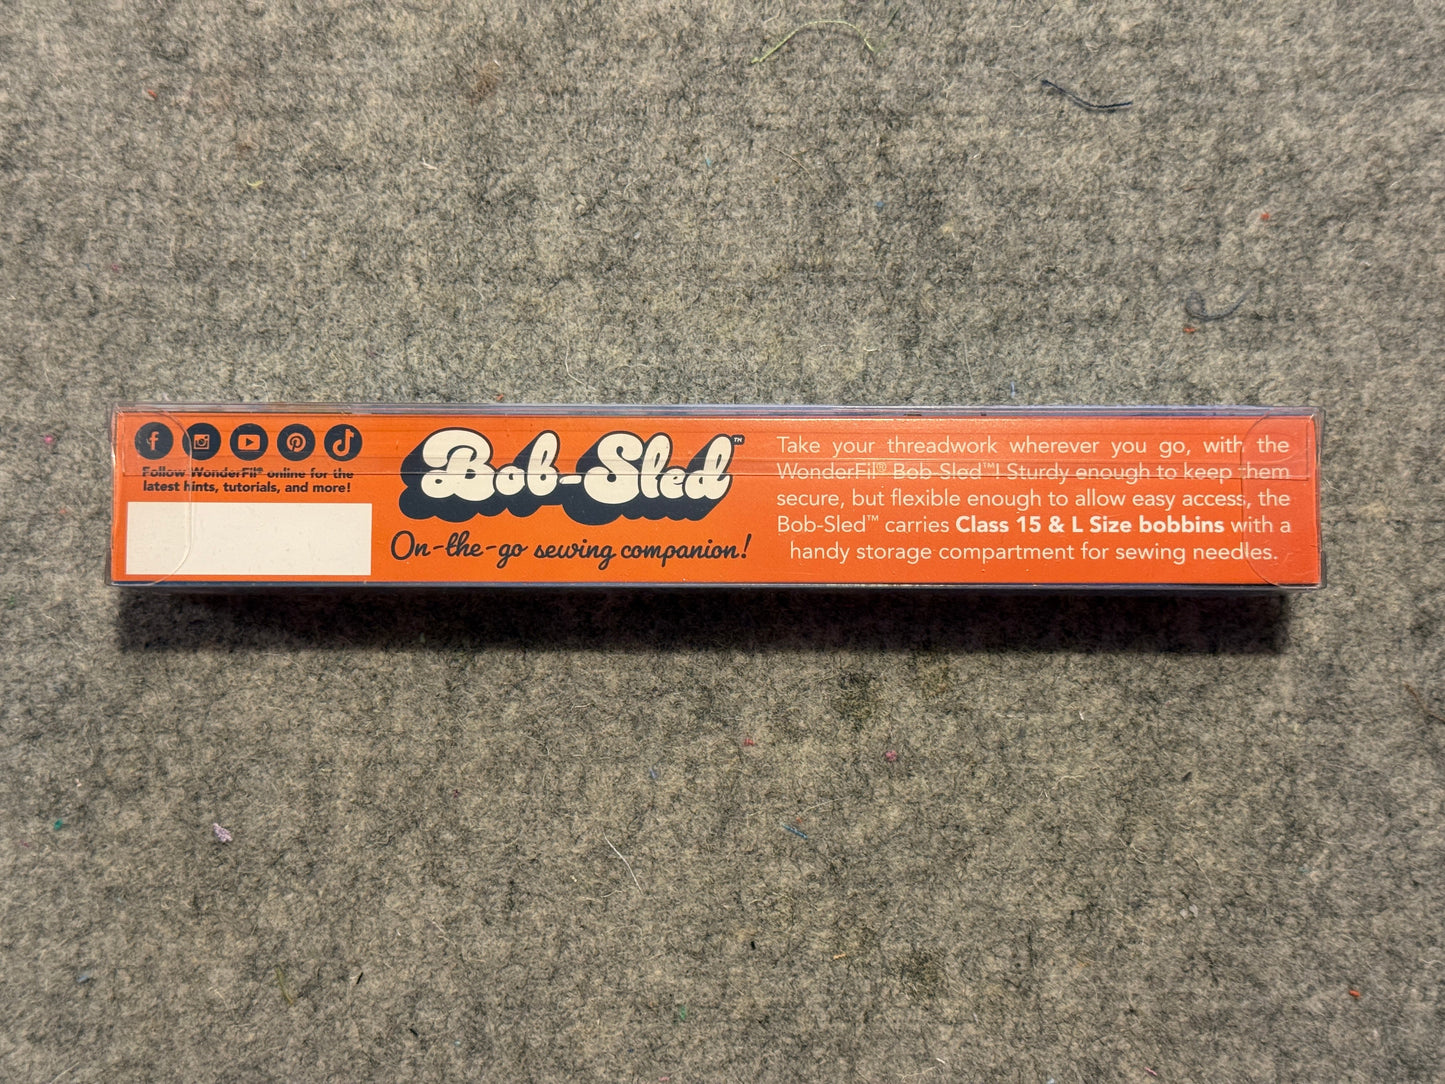 Follow WonderFil® online for the
latest hints, tutorials, and more!
Bob-Sled™
On-the-go sewing companion!
Take your threadwork wherever you go, with the
WonderFil® Bob-Sled™! Sturdy enough to keep them
secure, but flexible enough to allow easy access, the
Bob-Sled™ carries Class 15 & L Size bobbins with a
handy storage compartment for sewing needles.